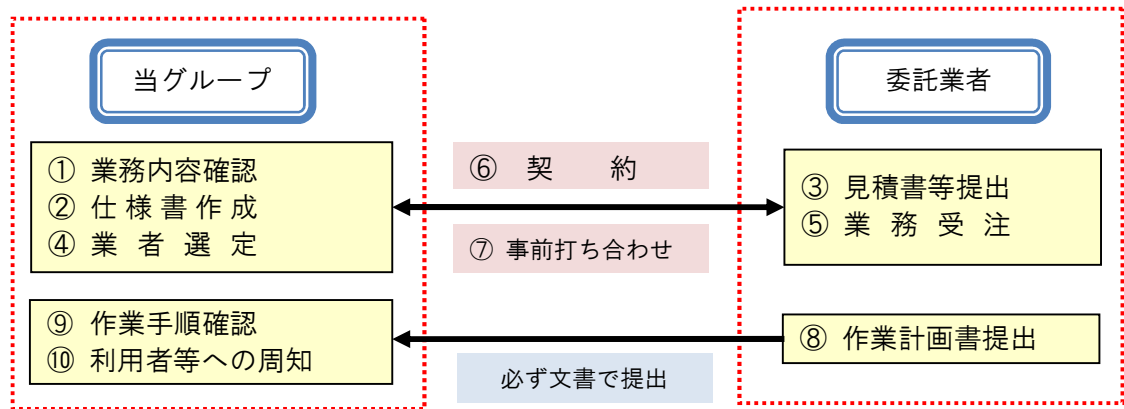 当グループ
① 業務内容確認
② 仕様書作成
④ 業者選定
⑨ 作業手順確認
⑩ 利用者等への周知
⑥ 契約
⑦ 事前打ち合わせ
必ず文書で提出
委託業者
③ 見積書等提出
⑤ 業務受注
⑧ 作業計画書提出